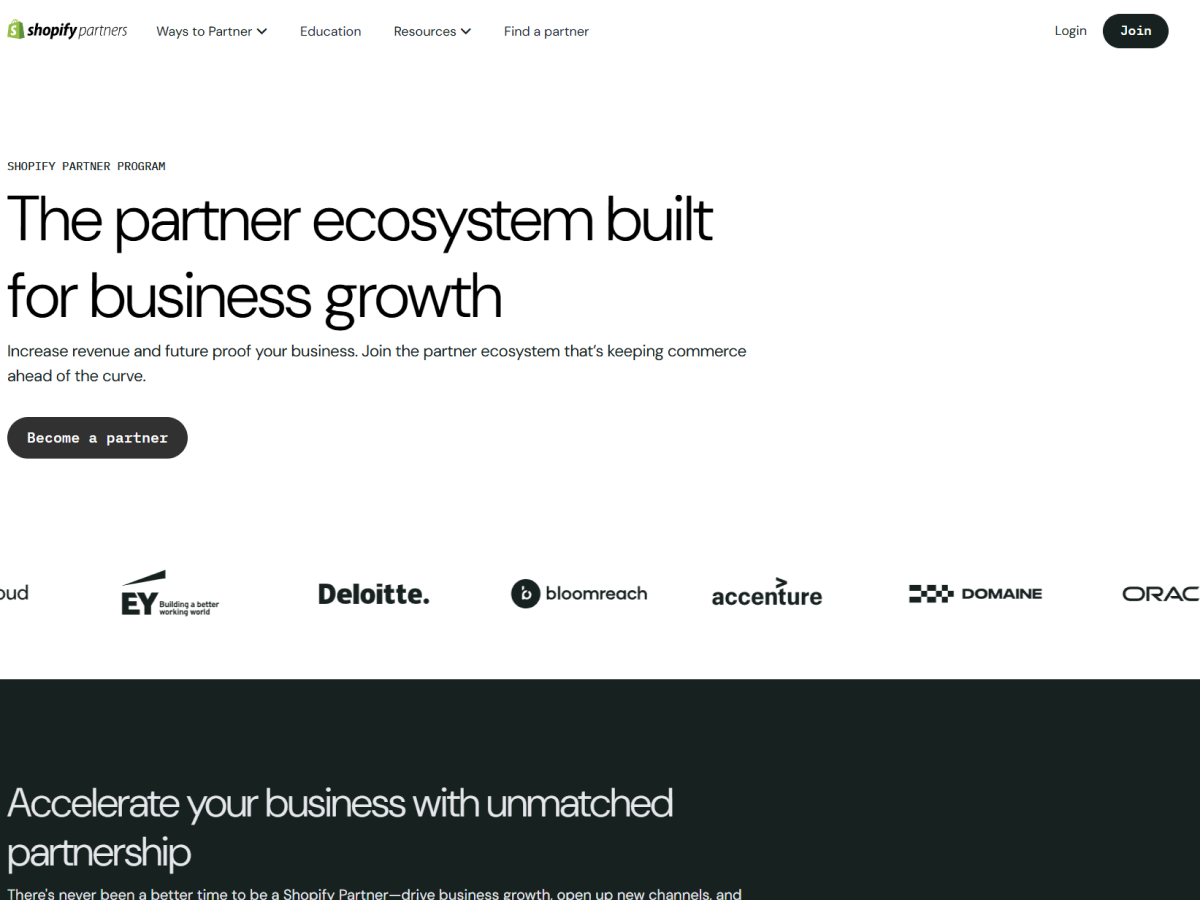 shopify partners Ways to Partner Education Resources Find a partner Login Join
SHOPIFY PARTNER PROGRAM
The partner ecosystem built
for business growth
Increase revenue and future proof your business. Join the partner ecosystem that's keeping commerce
ahead of the curve.
Become a partner
oud EY Building a better working world Deloitte. bloomreach accenture DOMAINE ORAC
Accelerate your business with unmatched
partnership
There's never been a better time to be a Shopify Partner—drive business growth, open up new channels, and